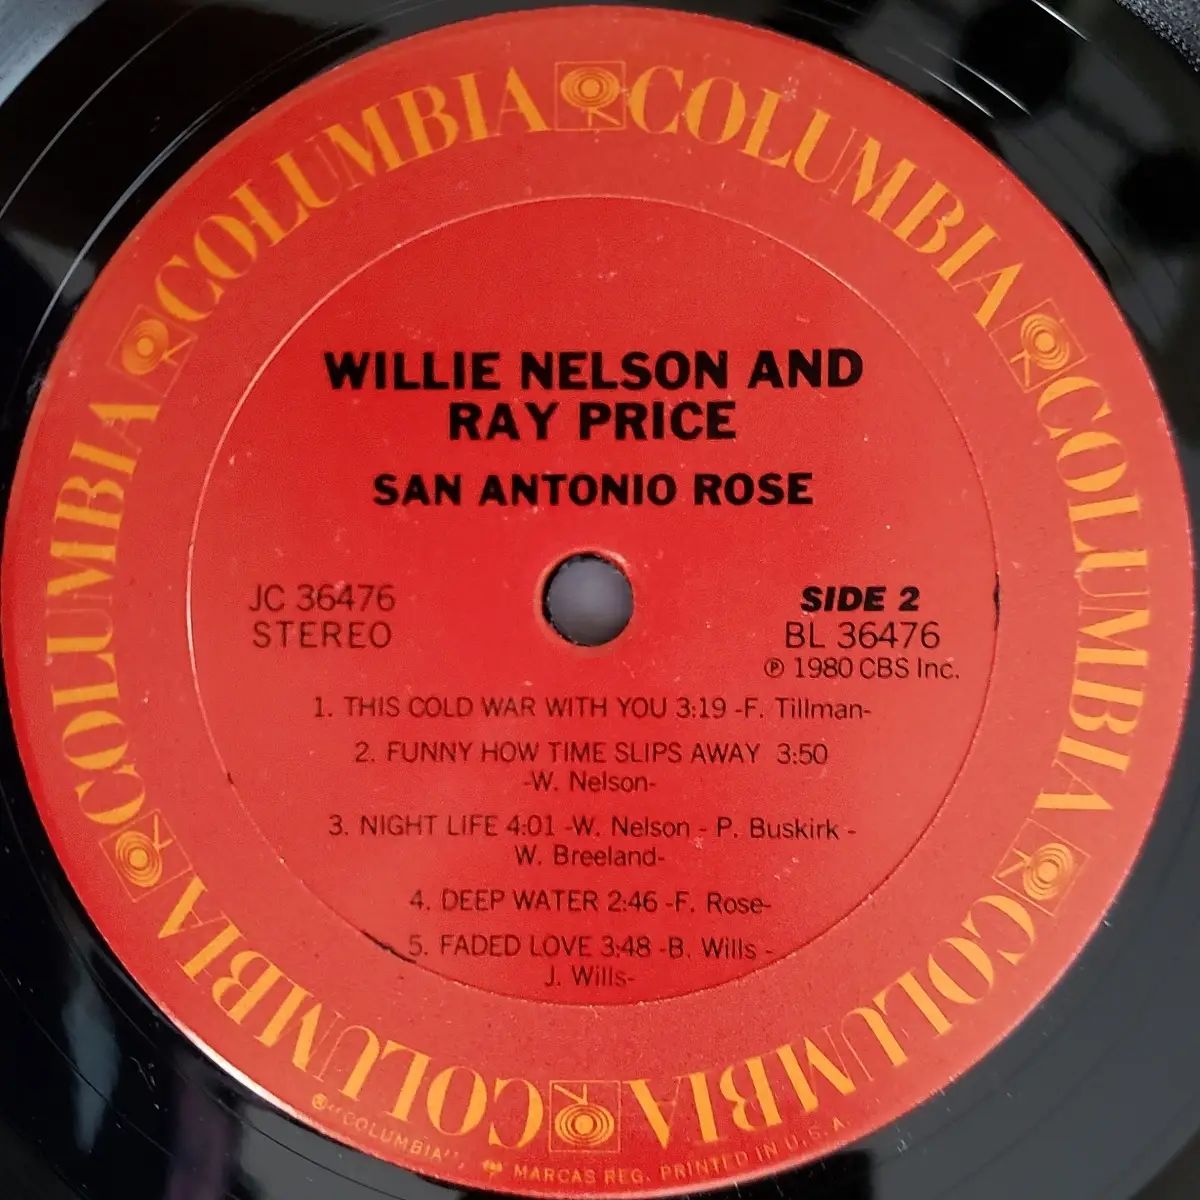 COLUMBIA COLUMBIA COLUMBIA COLUMBIA COLUMBIA COLUMBIA
WILLIE NELSON AND
RAY PRICE
SAN ANTONIO ROSE
JC 36476
STEREO
SIDE 2
BL 36476
℗ 1980 CBS Inc.
1. THIS COLD WAR WITH YOU 3:19 -F. Tillman-
2. FUNNY HOW TIME SLIPS AWAY 3:50
-W. Nelson-
3. NIGHT LIFE 4:01 -W. Nelson - P. Buskirk -
W. Breeland-
4. DEEP WATER 2:46 -F. Rose-
5. FADED LOVE 3:48 -B. Wills -
J. Wills-
®"COLUMBIA", MARCAS REG. PRINTED IN U.S.A.